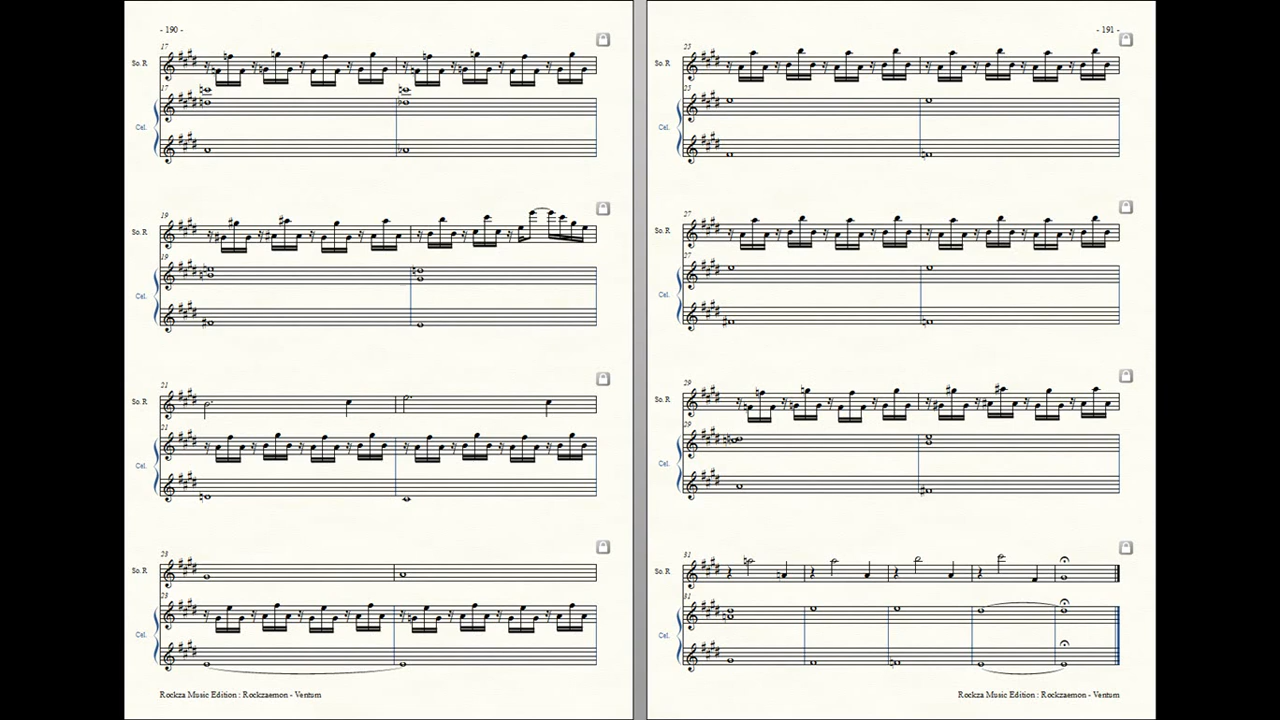 - 190 -
17
So. R
17
Cel.
19
So. R
19
Cel.
21
So. R
21
Cel.
23
So. R
23
Cel.
Rockza Music Edition : Rockzaemon - Ventum
- 191 -
25
So. R
25
Cel.
27
So. R
27
Cel.
29
So. R
29
Cel.
31
So. R
31
Cel.
Rockza Music Edition : Rockzaemon - Ventum